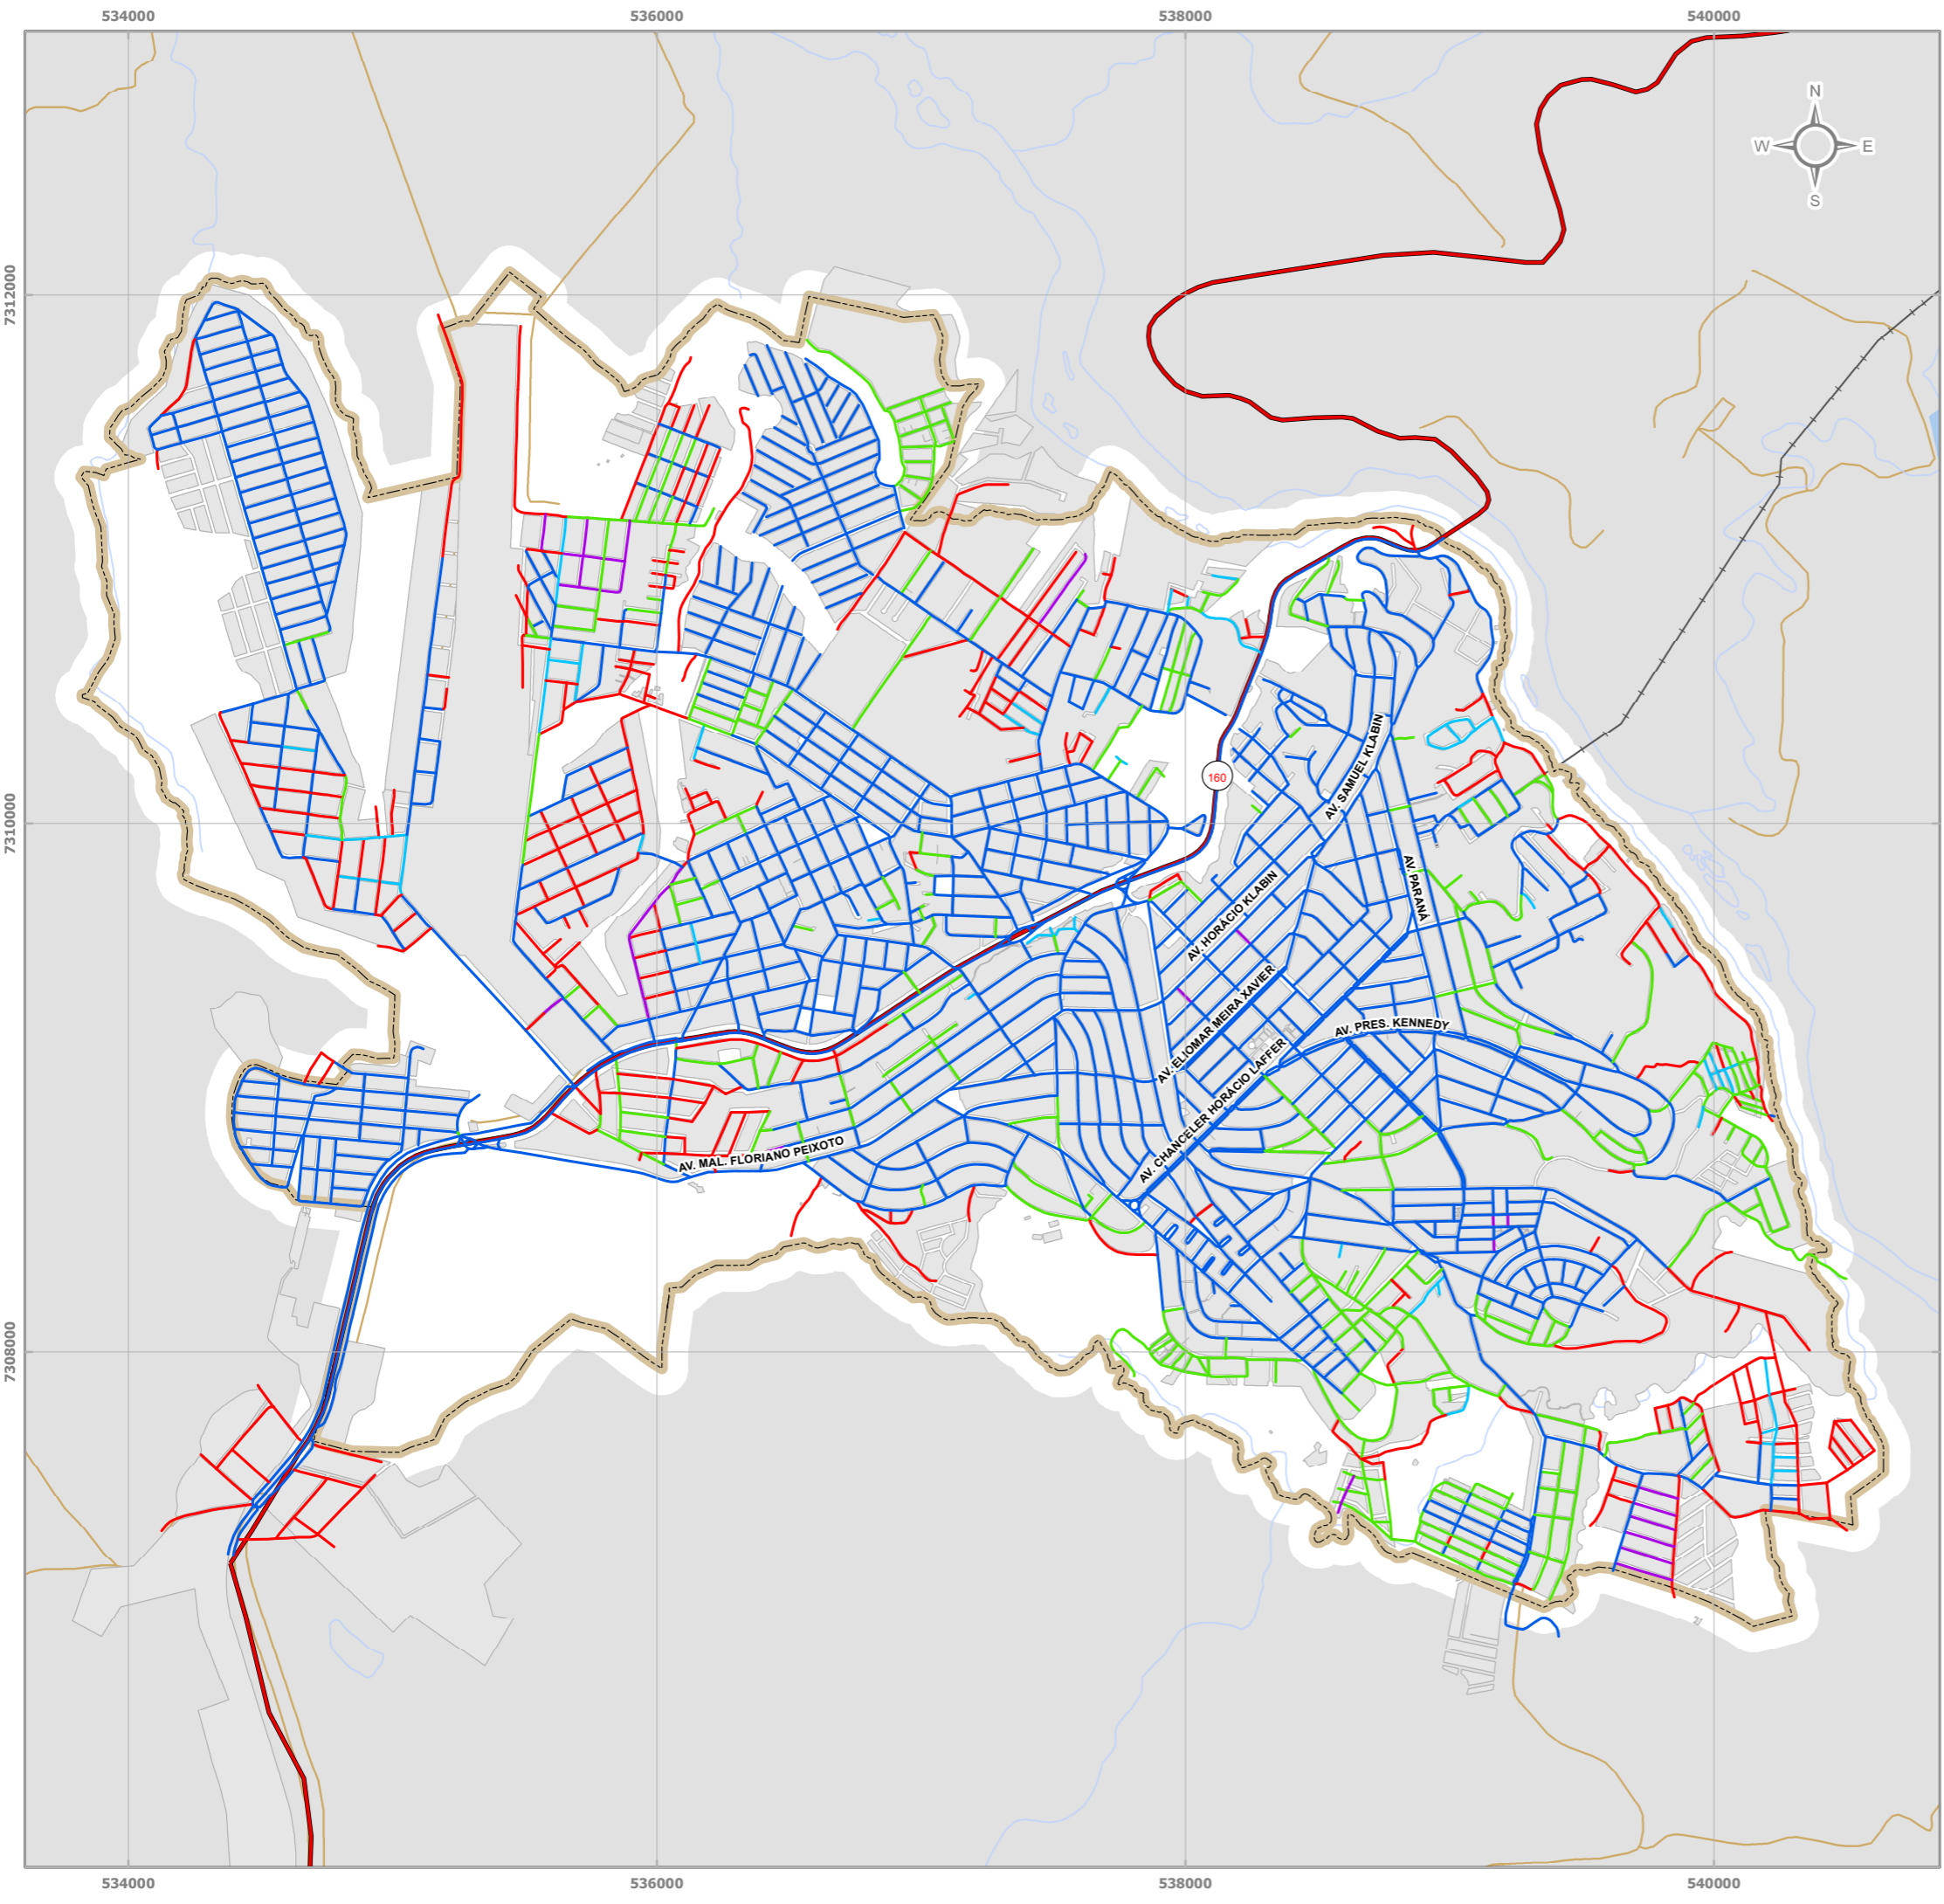 534000
536000
538000
540000
N
W
E
S
7312000
AV. SAMUEL KLABIN
160
7310000
AV. PARANÁ
AV. HORÁCIO KLABIN
AV. ELIOMAR MEIRA XAVIER
AV. PRES. KENNEDY
AV. CHANCELER HORÁCIO LAFFER
AV. MAL. FLORIANO PEIXOTO
7308000
534000
536000
538000
540000